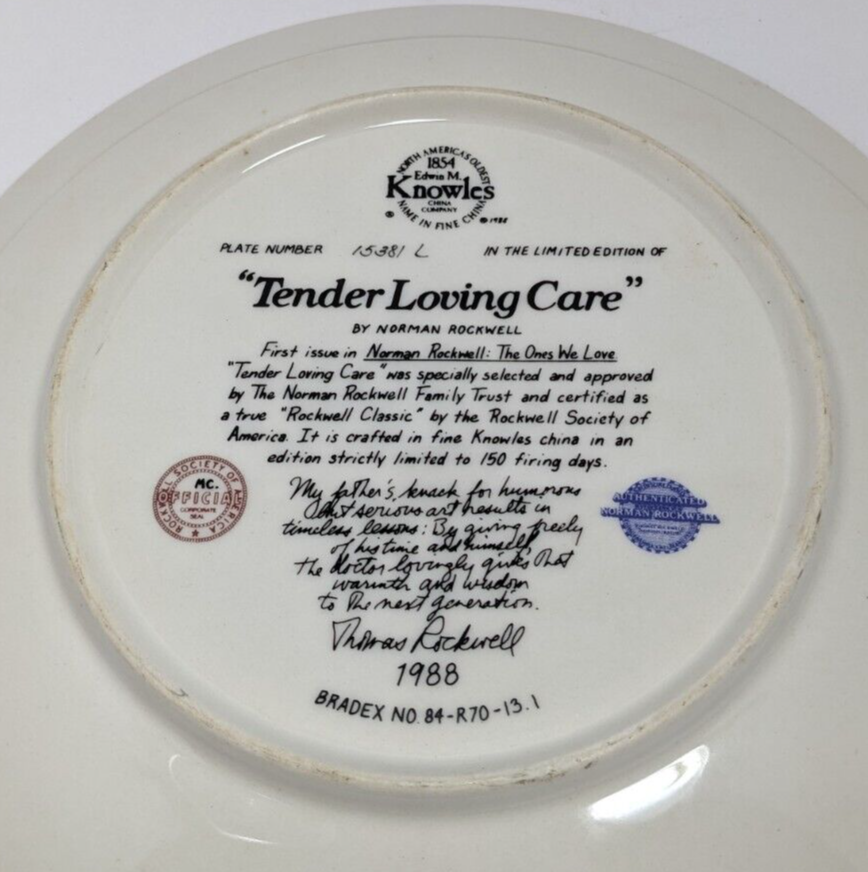 NORTH AMERICA'S OLDEST
1854
Edwin M.
Knowles
CHINA
COMPANY
NAME IN FINE CHINA
® © 1988
PLATE NUMBER 15381 L IN THE LIMITED EDITION OF
"Tender Loving Care"
BY NORMAN ROCKWELL
First issue in Norman Rockwell: The Ones We Love
"Tender Loving Care" was specially selected and approved
by The Norman Rockwell Family Trust and certified as
a true "Rockwell Classic" by the Rockwell Society of
America. It is crafted in fine Knowles china in an
edition strictly limited to 150 firing days.
ROCKWELL SOCIETY OF AMERICA
MC.
OFFICIAL
CORPORATE
SEAL
My father's knack for humorous
but serious art results in
timeless lessons: By giving freely
of his time and himself,
the doctor lovingly gives that
warmth and wisdom
to the next generation.
AUTHENTICATED
NORMAN ROCKWELL
Thomas Rockwell
1988
BRADEX NO. 84-R70-13.1